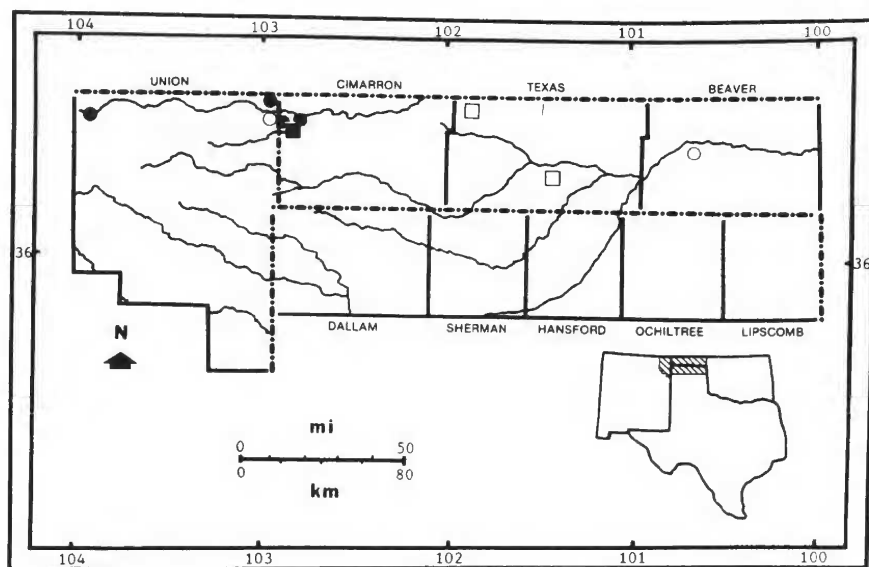 104 103 102 101 100
UNION CIMARRON TEXAS BEAVER
36 36
DALLAM SHERMAN HANSFORD OCHILTREE LIPSCOMB
N
mi
0 50
0 80
km
104 103 102 101 100